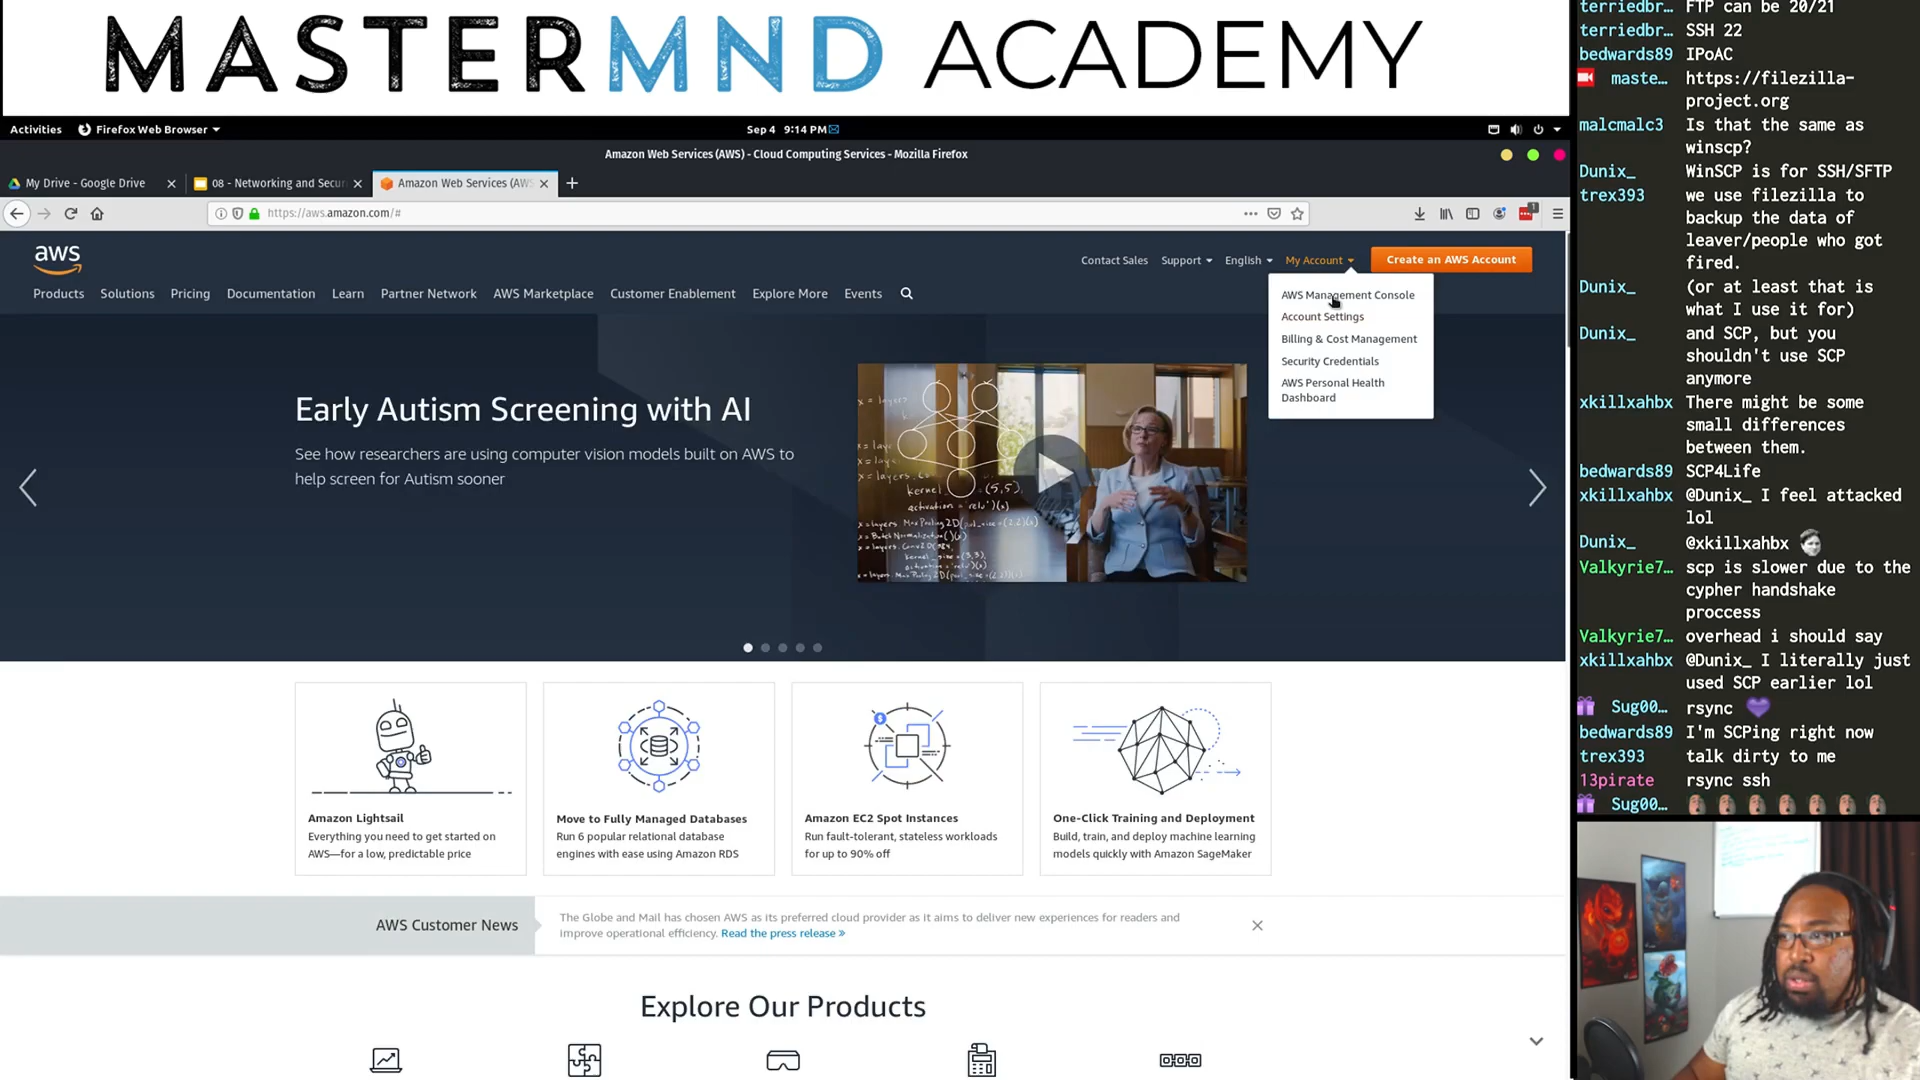 MASTERMND ACADEMY
Activities Firefox Web Browser Sep 4 9:14 PM
Amazon Web Services (AWS) - Cloud Computing Services - Mozilla Firefox
My Drive - Google Drive 08 - Networking and Secur Amazon Web Services (AWS
https://aws.amazon.com/#
1
aws
Contact Sales Support English My Account Create an AWS Account
Products Solutions Pricing Documentation Learn Partner Network AWS Marketplace Customer Enablement Explore More Events
AWS Management Console
Account Settings
Billing & Cost Management
Security Credentials
AWS Personal Health
Dashboard
Early Autism Screening with AI
See how researchers are using computer vision models built on AWS to
help screen for Autism sooner
Amazon Lightsail
Everything you need to get started on
AWS—for a low, predictable price
Move to Fully Managed Databases
Run 6 popular relational database
engines with ease using Amazon RDS
Amazon EC2 Spot Instances
Run fault-tolerant, stateless workloads
for up to 90% off
One-Click Training and Deployment
Build, train, and deploy machine learning
models quickly with Amazon SageMaker
AWS Customer News
The Globe and Mail has chosen AWS as its preferred cloud provider as it aims to deliver new experiences for readers and
improve operational efficiency. Read the press release »
Explore Our Products
terriedbr… FTP can be 20/21
terriedbr… SSH 22
bedwards89 IPoAC
maste… https://filezilla-
project.org
malcmalc3 Is that the same as
winscp?
Dunix_ WinSCP is for SSH/SFTP
trex393 we use filezilla to
backup the data of
leaver/people who got
fired.
Dunix_ (or at least that is
what I use it for)
Dunix_ and SCP, but you
shouldn't use SCP
anymore
xkillxahbx There might be some
small differences
between them.
bedwards89 SCP4Life
xkillxahbx @Dunix_ I feel attacked
lol
Dunix_ @xkillxahbx
Valkyrie7… scp is slower due to the
cypher handshake
proccess
Valkyrie7… overhead i should say
xkillxahbx @Dunix_ I literally just
used SCP earlier lol
Sug00… rsync
bedwards89 I'm SCPing right now
trex393 talk dirty to me
13pirate rsync ssh
Sug00…